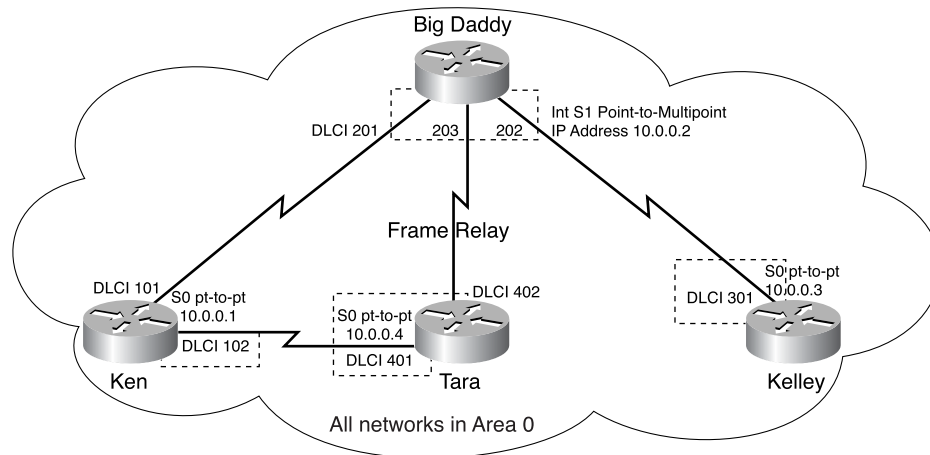 Big Daddy
Int S1 Point-to-Multipoint
IP Address 10.0.0.2
DLCI 201
203
202
Frame Relay
DLCI 101
S0 pt-to-pt
10.0.0.1
DLCI 102
Ken
S0 pt-to-pt
10.0.0.4
DLCI 402
DLCI 401
Tara
S0 pt-to-pt
10.0.0.3
DLCI 301
Kelley
All networks in Area 0